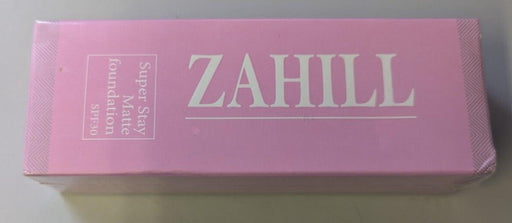 ZAHILL
Super Stay
Matte
foundation
SPF30